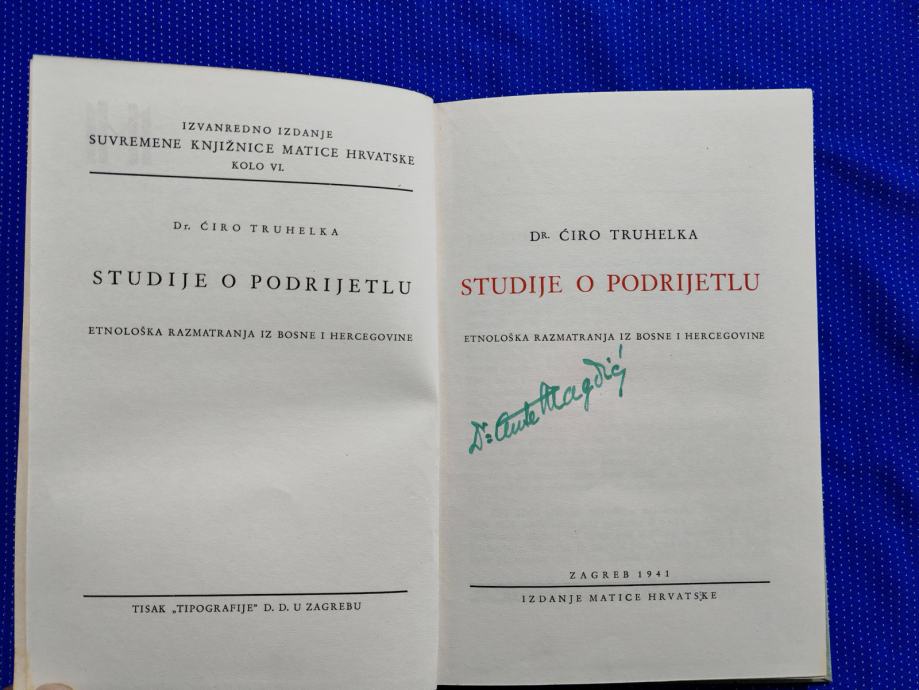 IZVANREDNO IZDANJE
SUVREMENE KNJIŽNICE MATICE HRVATSKE
KOLO VI.
Dr. ĆIRO TRUHELKA
STUDIJE O PODRIJETLU
ETNOLOŠKA RAZMATRANJA IZ BOSNE I HERCEGOVINE
TISAK „TIPOGRAFIJE" D. D. U ZAGREBU
DR. ĆIRO TRUHELKA
STUDIJE O PODRIJETLU
ETNOLOŠKA RAZMATRANJA IZ BOSNE I HERCEGOVINE
Dr Ante Magdić
ZAGREB 1941
IZDANJE MATICE HRVATSKE